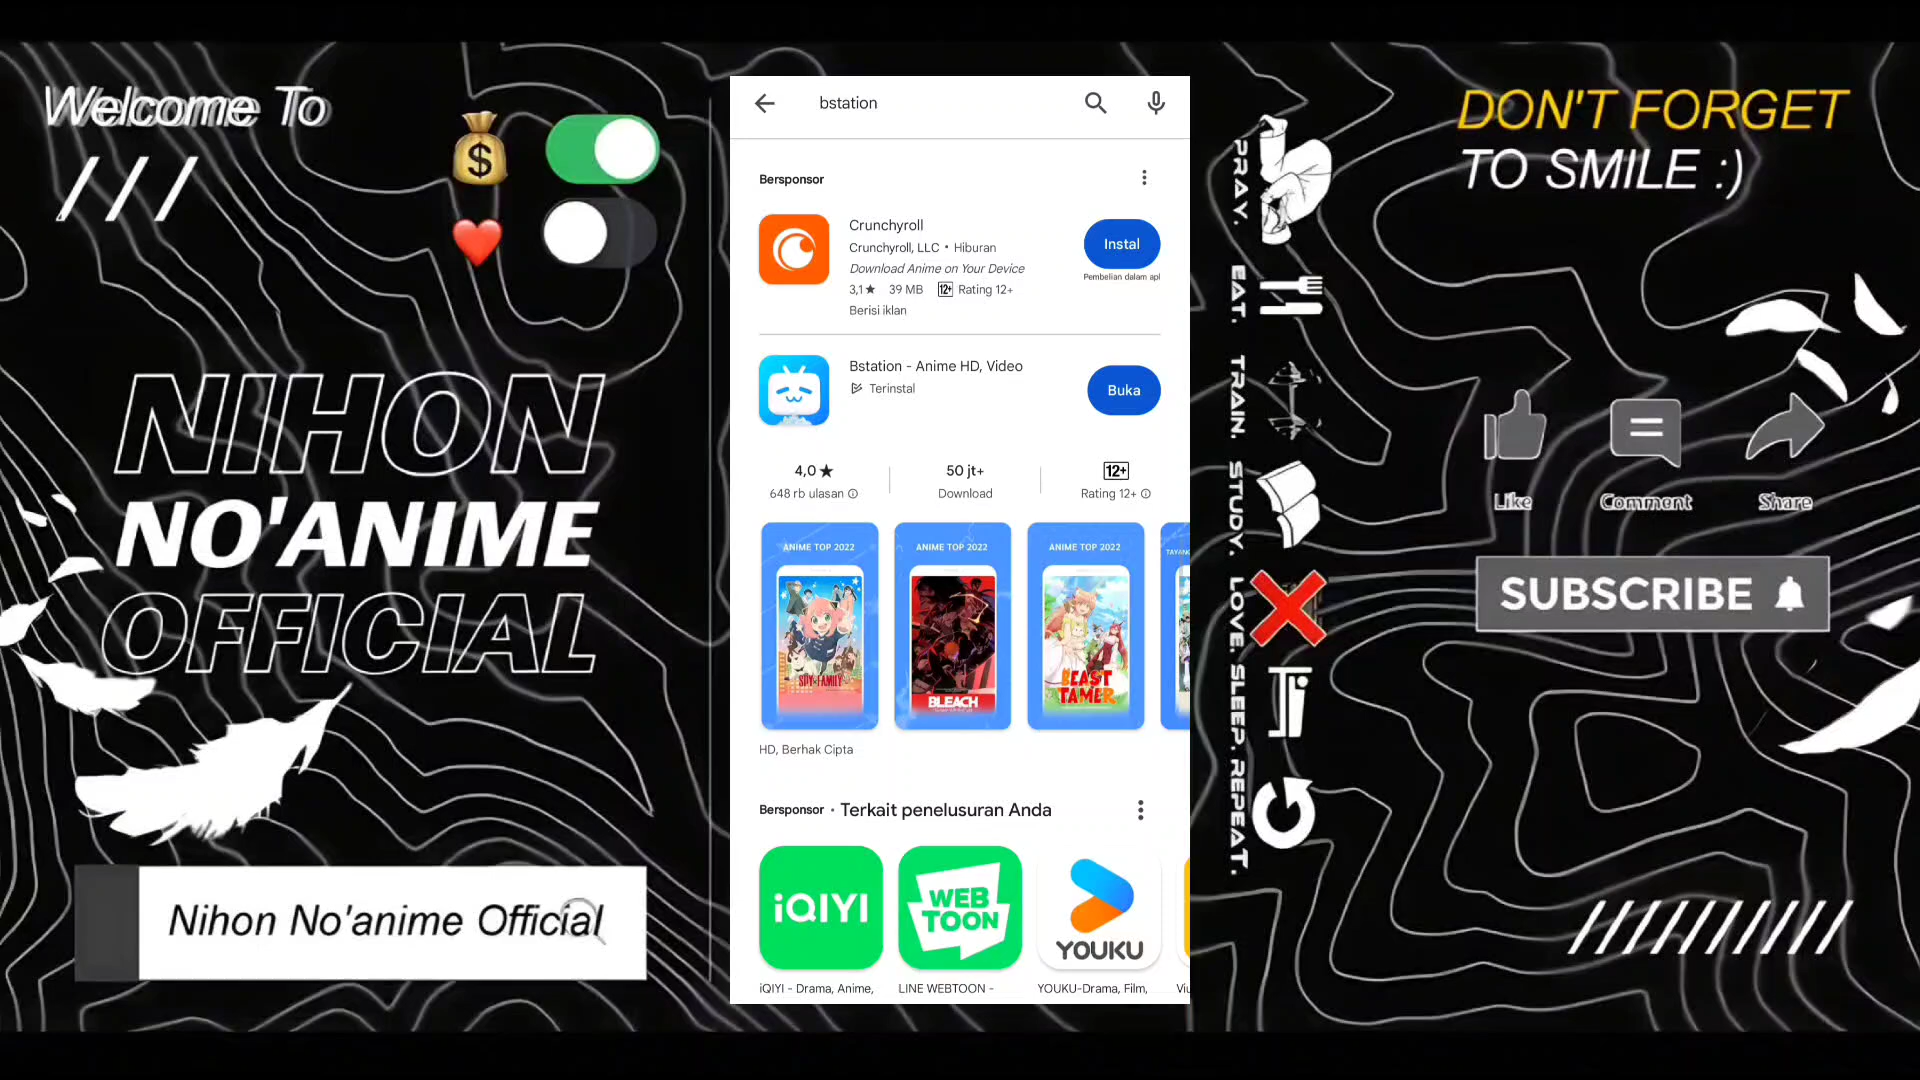 Welcome To
NIHON
NO'ANIME
OFFICIAL
Nihon No'anime Official
bstation
Bersponsor
Crunchyroll
Crunchyroll, LLC • Hiburan
Download Anime on Your Device
3,1★ 39 MB 12+ Rating 12+
Berisi iklan
Instal
Pembelian dalam apl
Bstation - Anime HD, Video
Terinstal
Buka
4,0★ 50 jt+ 12+
648 rb ulasan Download Rating 12+
ANIME TOP 2022 ANIME TOP 2022 ANIME TOP 2022
SPY×FAMILY
BLEACH
BEAST
TAMER
HD, Berhak Cipta
Bersponsor • Terkait penelusuran Anda
iQIYI
WEB
TOON
YOUKU
iQIYI - Drama, Anime, LINE WEBTOON - YOUKU-Drama, Film,
PRAY.
EAT.
TRAIN.
STUDY.
LOVE.
SLEEP.
REPEAT.
DON'T FORGET
TO SMILE :)
Like Comment Share
SUBSCRIBE